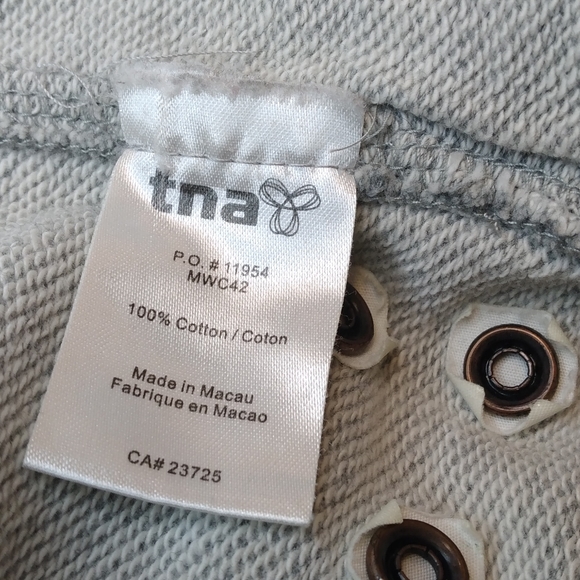 tna
P.O. # 11954
MWC42
100% Cotton / Coton
Made in Macau
Fabrique en Macao
CA# 23725